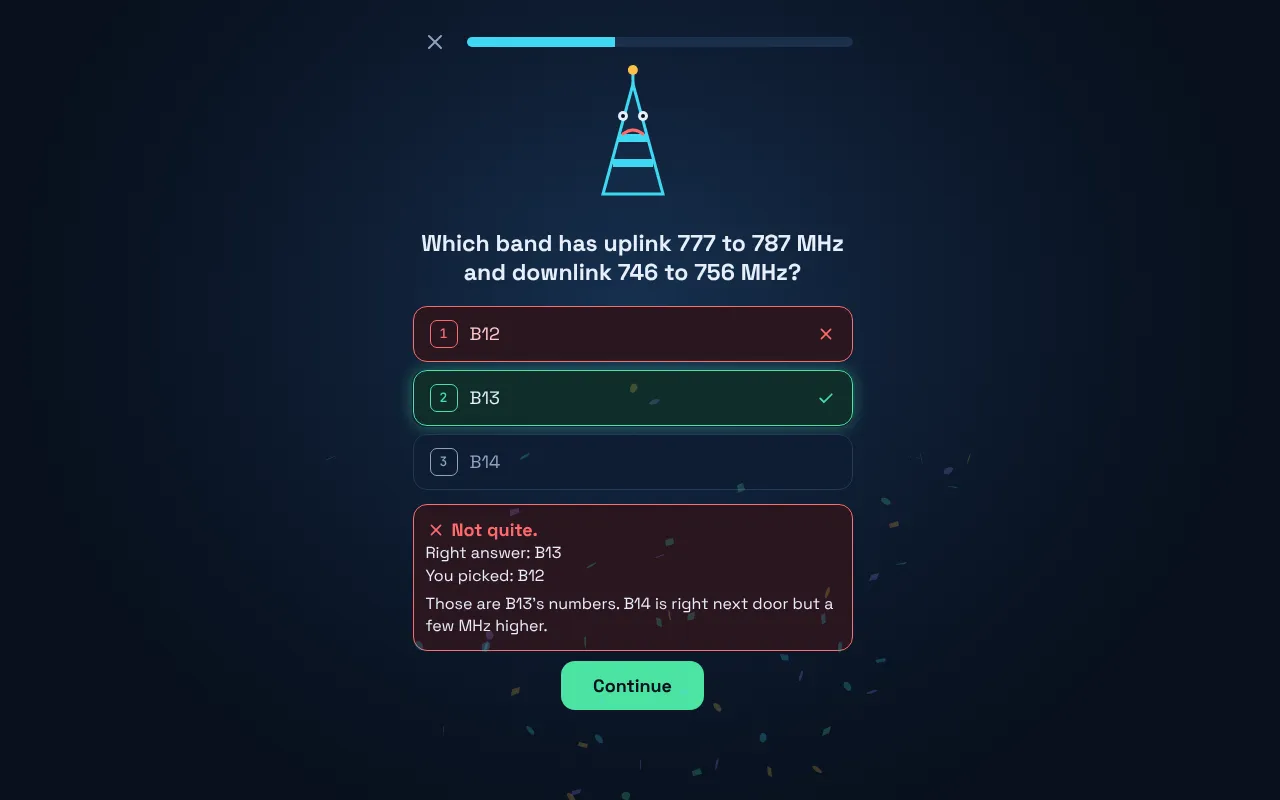 Which band has uplink 777 to 787 MHz
and downlink 746 to 756 MHz?
1 B12
2 B13
3 B14
Not quite.
Right answer: B13
You picked: B12
Those are B13's numbers. B14 is right next door but a
few MHz higher.
Continue